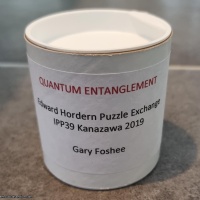 QUANTUM ENTANGLEMENT
Edward Hordern Puzzle Exchange
IPP39 Kanazawa 2019
Gary Foshee